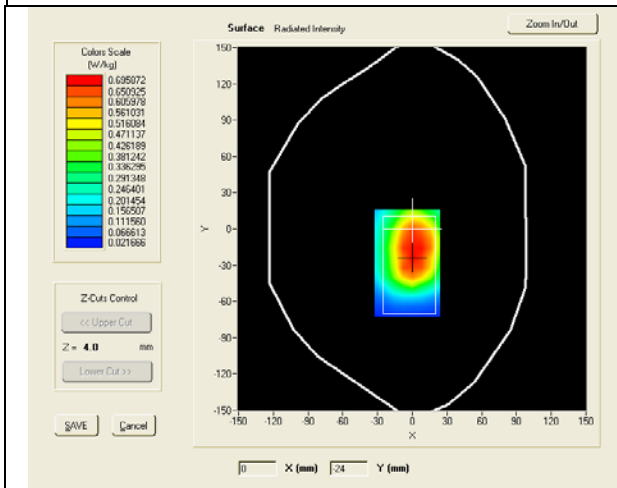 Surface Radiated Intensity
Zoom In/Out
Colors Scale
(W/kg)
0.695072
0.650925
0.605978
0.561031
0.516084
0.471137
0.426189
0.381242
0.336295
0.291348
0.246401
0.201454
0.156507
0.111560
0.066613
0.021666
Z-Cuts Control
<< Upper Cut
Z = 4.0 mm
Lower Cut >>
SAVE Cancel
150-
120-
90-
60-
30-
Y 0-
-30-
-60-
-90-
-120-
-150-
-150 -120 -90 -60 -30 0 30 60 90 120 150
X
0 X (mm) -24 Y (mm)